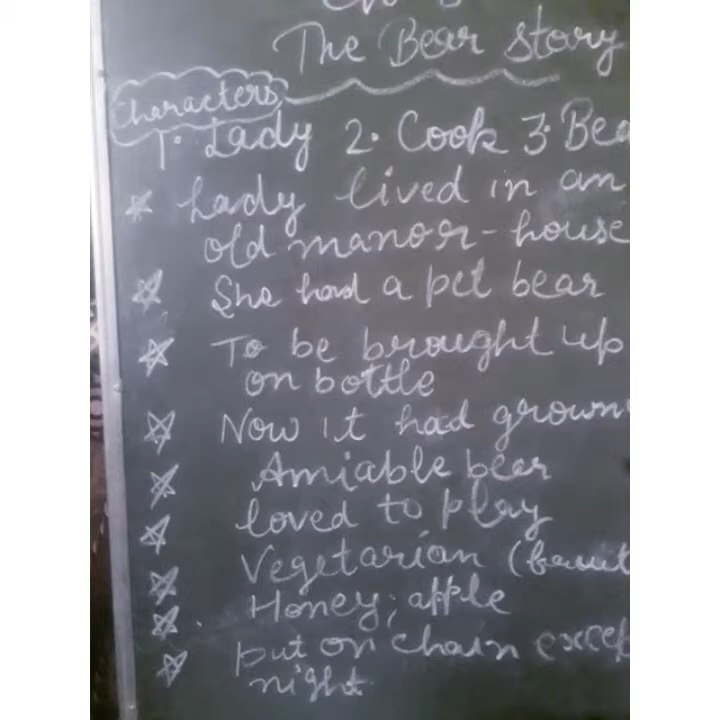 The Bear Story
Characters
1. Lady 2. Cook 3. Bea
Lady lived in an
old manor-house
She had a pet bear
To be brought up
on bottle
Now it had grown
Amiable bear
loved to play
Vegetarian (
Honey, apple
put on chain excep
night